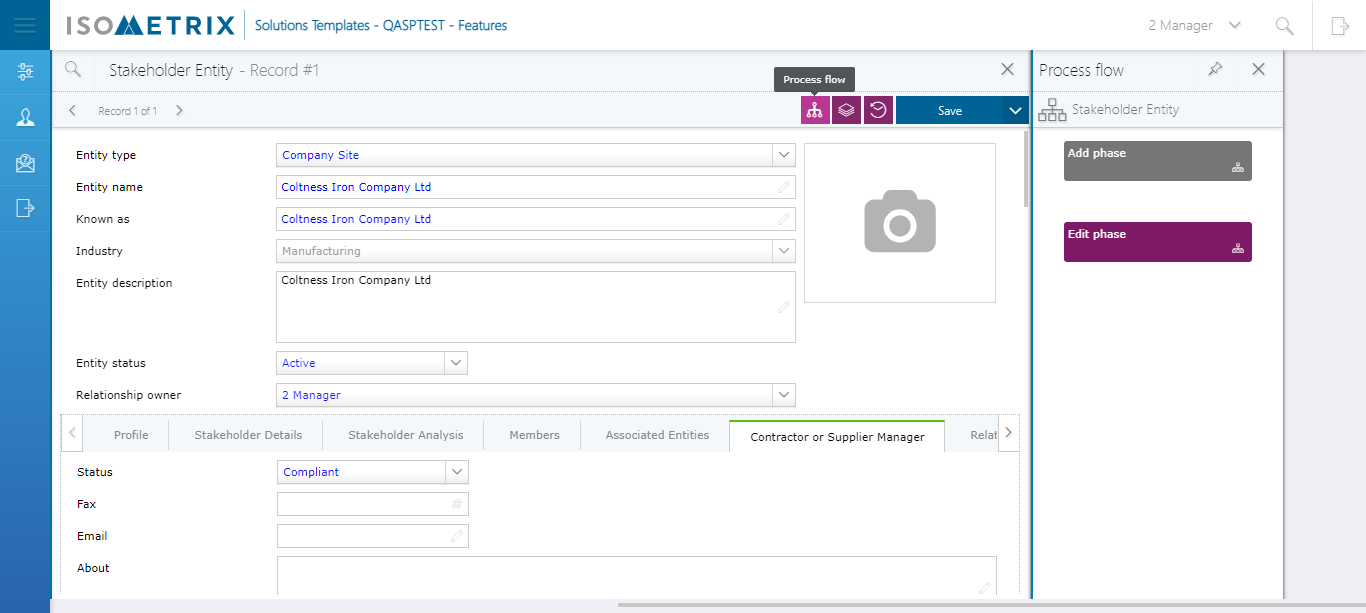 ISOMETRIX
Solutions Templates - QASPTEST - Features
2 Manager
Stakeholder Entity - Record #1
Process flow
Process flow
Record 1 of 1
Save
Stakeholder Entity
Entity type
Company Site
Add phase
Entity name
Coltness Iron Company Ltd
Known as
Coltness Iron Company Ltd
Edit phase
Industry
Manufacturing
Entity description
Coltness Iron Company Ltd
Entity status
Active
Relationship owner
2 Manager
Profile
Stakeholder Details
Stakeholder Analysis
Members
Associated Entities
Contractor or Supplier Manager
Relat
Status
Compliant
Fax
#
Email
About